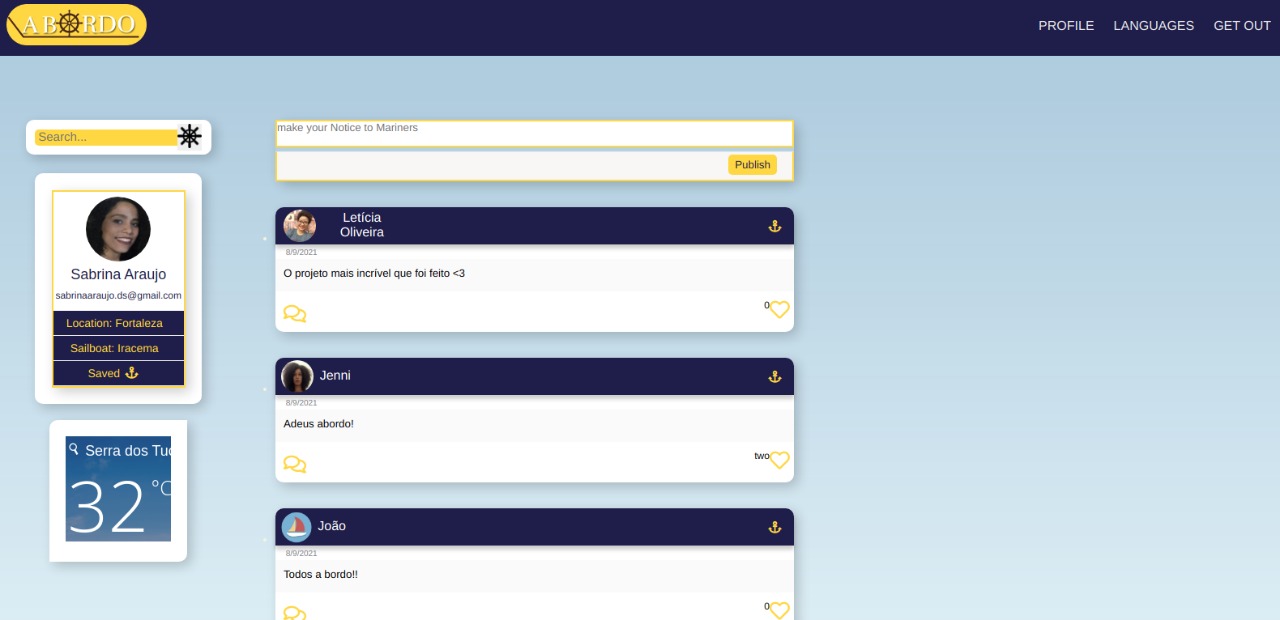 ABORDO
PROFILE
LANGUAGES
GET OUT
Search...
Sabrina Araujo
sabrinaaraujo.ds@gmail.com
Location: Fortaleza
Sailboat: Iracema
Saved
Serra dos Tuc
32 °C
make your Notice to Mariners
Publish
Letícia
Oliveira
8/9/2021
O projeto mais incrível que foi feito <3
0
Jenni
8/9/2021
Adeus abordo!
two
João
8/9/2021
Todos a bordo!!
0